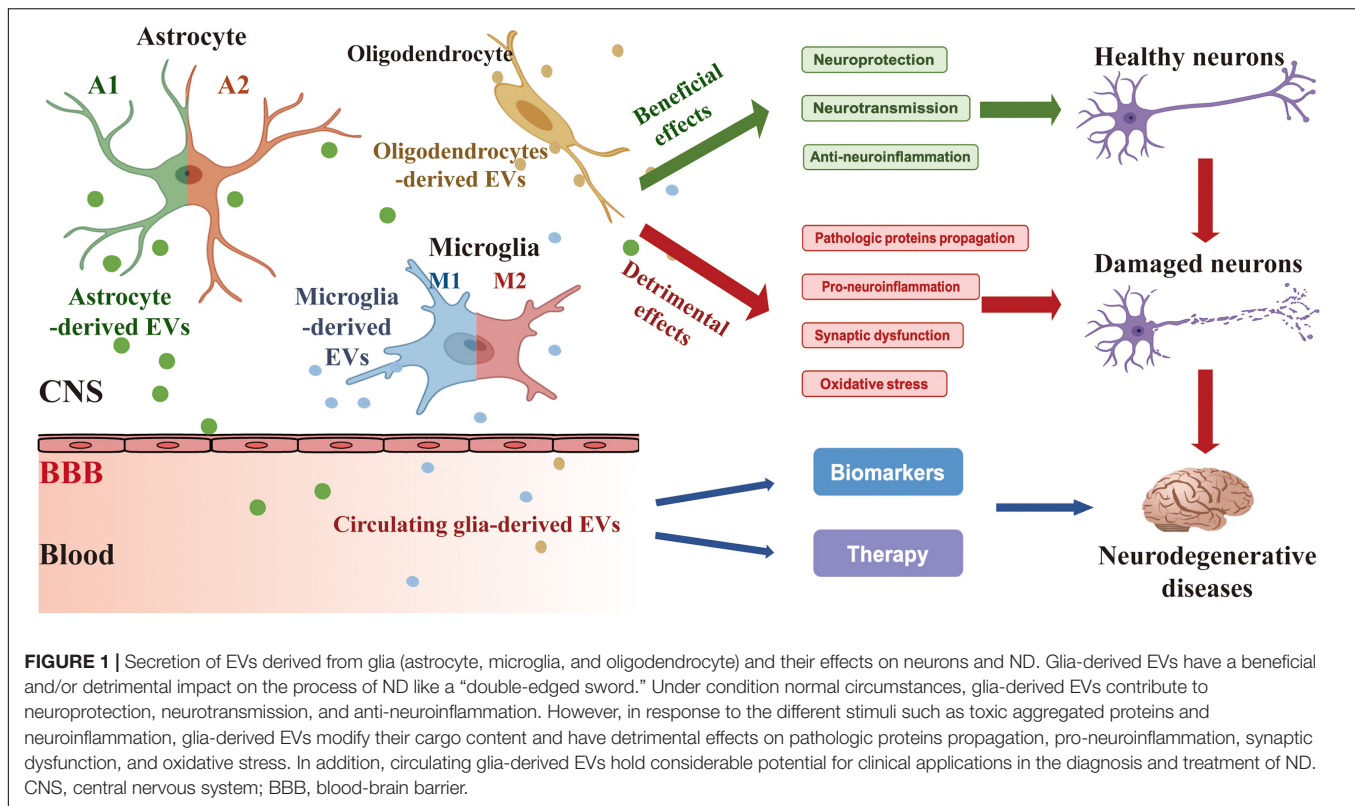 Astrocyte
A1
A2
Astrocyte
-derived EVs
Oligodendrocyte
Oligodendrocytes
-derived EVs
Microglia
M1
M2
Microglia
-derived
EVs
CNS
BBB
Blood
Circulating glia-derived EVs
Beneficial
effects
Detrimental
effects
Neuroprotection
Neurotransmission
Anti-neuroinflammation
Pathologic proteins propagation
Pro-neuroinflammation
Synaptic dysfunction
Oxidative stress
Biomarkers
Therapy
Healthy neurons
Damaged neurons
Neurodegenerative
diseases
FIGURE 1 | Secretion of EVs derived from glia (astrocyte, microglia, and oligodendrocyte) and their effects on neurons and ND. Glia-derived EVs have a beneficial
and/or detrimental impact on the process of ND like a “double-edged sword.” Under condition normal circumstances, glia-derived EVs contribute to
neuroprotection, neurotransmission, and anti-neuroinflammation. However, in response to the different stimuli such as toxic aggregated proteins and
neuroinflammation, glia-derived EVs modify their cargo content and have detrimental effects on pathologic proteins propagation, pro-neuroinflammation, synaptic
dysfunction, and oxidative stress. In addition, circulating glia-derived EVs hold considerable potential for clinical applications in the diagnosis and treatment of ND.
CNS, central nervous system; BBB, blood-brain barrier.